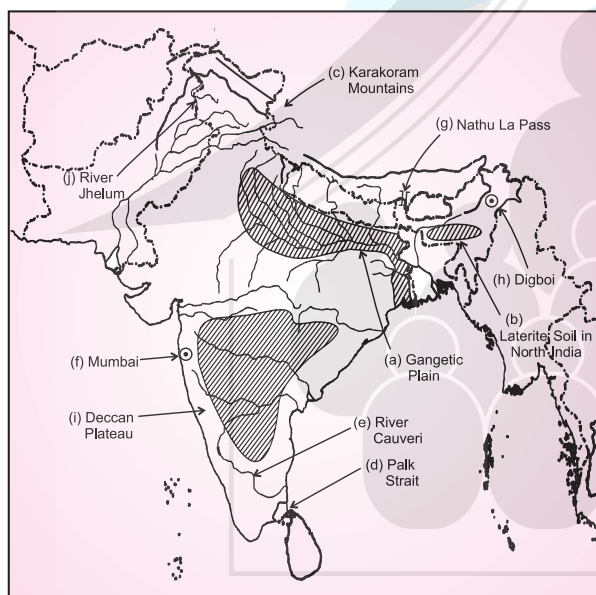 (c) Karakoram
Mountains
(g) Nathu La Pass
(j) River
Jhelum
(h) Digboi
(b)
Laterite Soil in
North India
(f) Mumbai
(a) Gangetic
Plain
(i) Deccan
Plateau
(e) River
Cauveri
(d) Palk
Strait